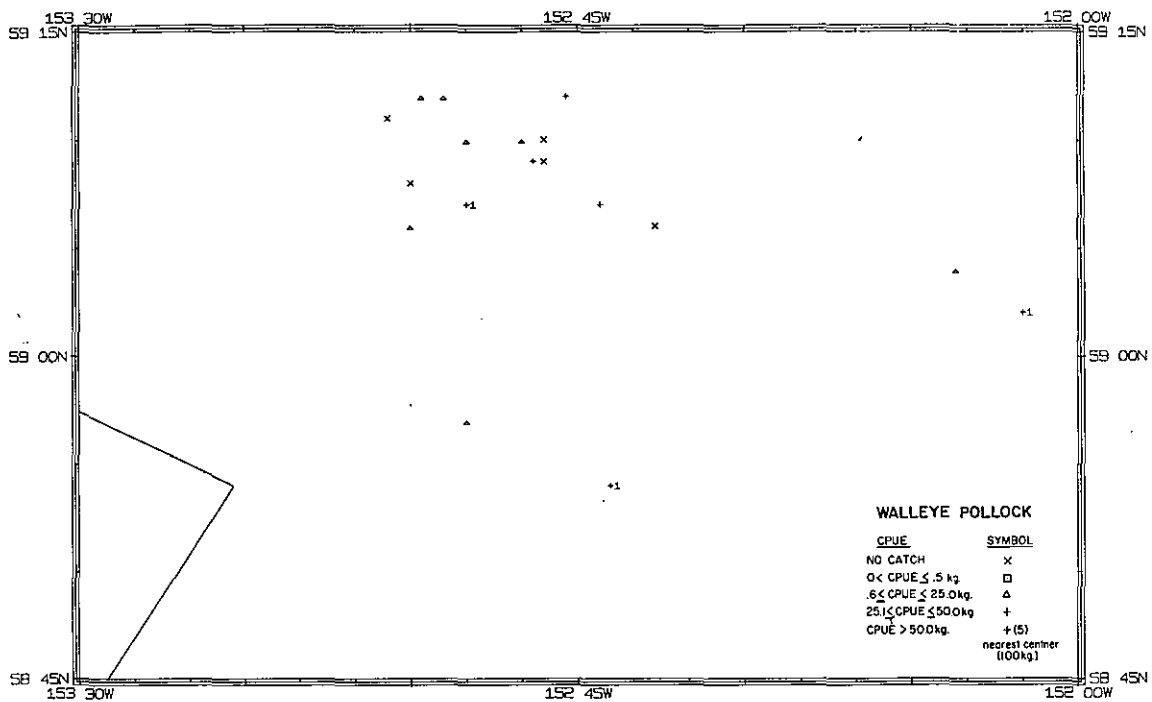 153 30W 152 45W 152 00W
59 15N 59 15N
+1
+1
59 00N 59 00N
+1
WALLEYE POLLOCK
CPUE SYMBOL
NO CATCH ×
0< CPUE ≤ .5 kg. □
.6≤ CPUE ≤ 25.0kg. △
25.1≤ CPUE ≤50.0kg +
CPUE > 50.0kg. +(5)
nearest centner
(100kg.)
58 45N 58 45N
153 30W 152 45W 152 00W